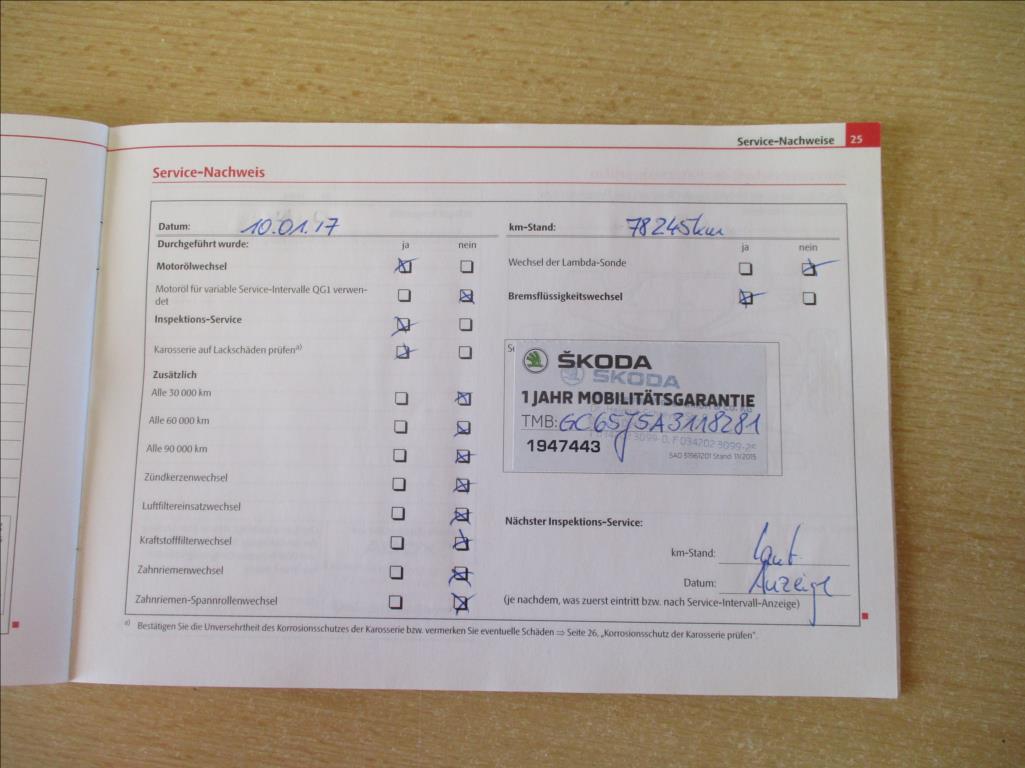 Service-Nachweise 25
Service-Nachweis
Datum: 10.01.17
Durchgeführt wurde: ja nein
Motorölwechsel
Motoröl für variable Service-Intervalle QG1 verwen-
det
Inspektions-Service
Karosserie auf Lackschäden prüfen a)
Zusätzlich
Alle 30 000 km
Alle 60 000 km
Alle 90 000 km
Zündkerzenwechsel
Luftfiltereinsatzwechsel
Kraftstofffilterwechsel
Zahnriemenwechsel
Zahnriemen-Spannrollenwechsel
km-Stand: 78245km
ja nein
Wechsel der Lambda-Sonde
Bremsflüssigkeitswechsel
ŠKODA
ŠKODA
1 JAHR MOBILITÄTSGARANTIE
TMB: GC65J5A3118281
1947443
SAD 51961201 Stand: 11/2015
Nächster Inspektions-Service:
km-Stand: laut
Datum: Anzeige
(je nachdem, was zuerst eintritt bzw. nach Service-Intervall-Anzeige)
a) Bestätigen Sie die Unversehrtheit des Korrosionsschutzes der Karosserie bzw. vermerken Sie eventuelle Schäden ⇒ Seite 26, „Korrosionsschutz der Karosserie prüfen".